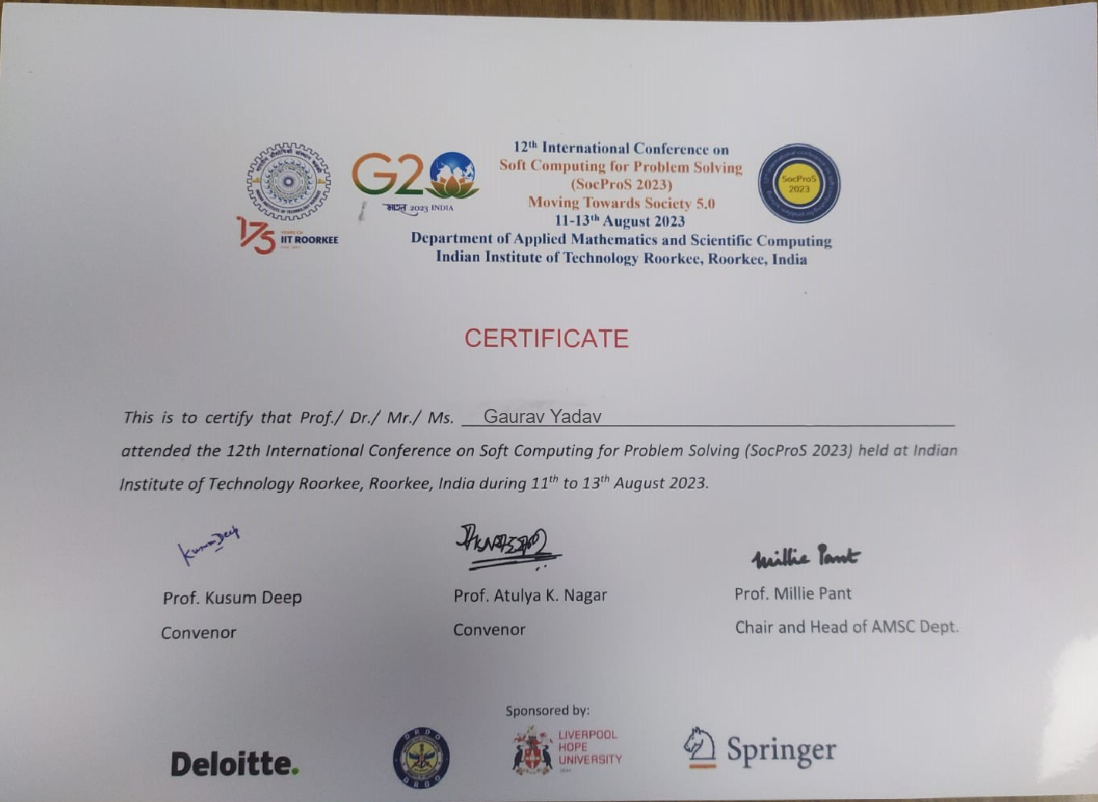 12th International Conference on
Soft Computing for Problem Solving
(SocProS 2023)
Moving Towards Society 5.0
11-13th August 2023
Department of Applied Mathematics and Scientific Computing
Indian Institute of Technology Roorkee, Roorkee, India
G20
भारत 2023 INDIA
175
YEARS OF
IIT ROORKEE
SocProS
2023
CERTIFICATE
This is to certify that Prof./ Dr./ Mr./ Ms. Gaurav Yadav
attended the 12th International Conference on Soft Computing for Problem Solving (SocProS 2023) held at Indian
Institute of Technology Roorkee, Roorkee, India during 11th to 13th August 2023.
Kusum Deep
Millie Pant
Prof. Kusum Deep
Convenor
Prof. Atulya K. Nagar
Convenor
Prof. Millie Pant
Chair and Head of AMSC Dept.
Sponsored by:
Deloitte.
DRDO
DRDO
LIVERPOOL
HOPE
UNIVERSITY
Springer